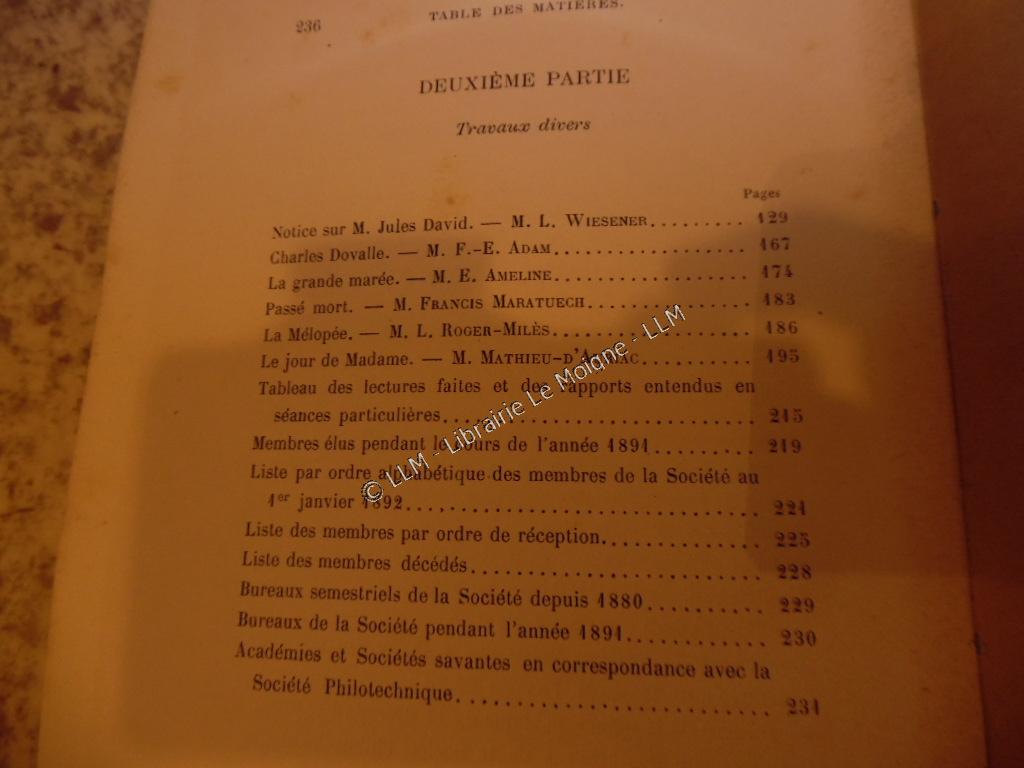 236
TABLE DES MATIÈRES.
DEUXIÈME PARTIE
Travaux divers
Pages
Notice sur M. Jules David. — M. L. WIESENER......... 129
Charles Dovalle. — M. F.-E. ADAM................... 167
La grande marée. — M. E. AMELINE................... 174
Passé mort. — M. FRANCIS MARATUECH................ 183
La Mélopée. — M. L. ROGER-MILÈS................... 186
Le jour de Madame. — M. .......... 195
Tableau des lectures faites et des rapports entendus en
séances particulières.............................. 215
Membres élus pendant le cours de l'année 1891......... 219
Liste par ordre alphabétique des membres de la Société au
1er janvier 1892.................................. 221
Liste des membres par ordre de réception............. 225
Liste des membres décédés........................... 228
Bureaux semestriels de la Société depuis 1880.......... 229
Bureaux de la Société pendant l'année 1891............ 230
Académies et Sociétés savantes en correspondance avec la
Société Philotechnique............................ 231
© LLM - Librairie Le Moigne - LLM